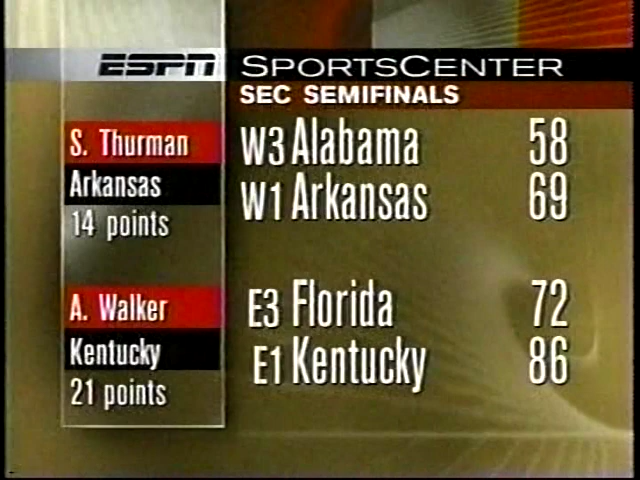 ESPN SPORTSCENTER
SEC SEMIFINALS
S. Thurman
Arkansas
14 points
W3 Alabama 58
W1 Arkansas 69
A. Walker
Kentucky
21 points
E3 Florida 72
E1 Kentucky 86